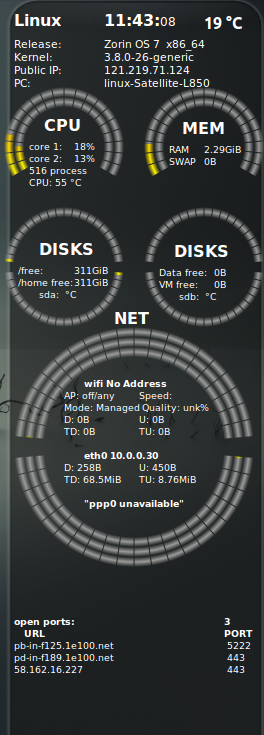 Linux 11:43:08 19 °C
Release: Zorin OS 7 x86_64
Kernel: 3.8.0-26-generic
Public IP: 121.219.71.124
PC: linux-Satellite-L850
CPU
core 1: 18%
core 2: 13%
516 process
CPU: 55 °C
MEM
RAM 2.29GiB
SWAP 0B
DISKS
/free: 311GiB
/home free:311GiB
sda: °C
DISKS
Data free: 0B
VM free: 0B
sdb: °C
NET
wifi No Address
AP: off/any Speed:
Mode: Managed Quality: unk%
D: 0B U: 0B
TD: 0B TU: 0B
eth0 10.0.0.30
D: 258B U: 450B
TD: 68.5MiB TU: 8.76MiB
"ppp0 unavailable"
open ports: 3
URL PORT
pb-in-f125.1e100.net 5222
pd-in-f189.1e100.net 443
58.162.16.227 443